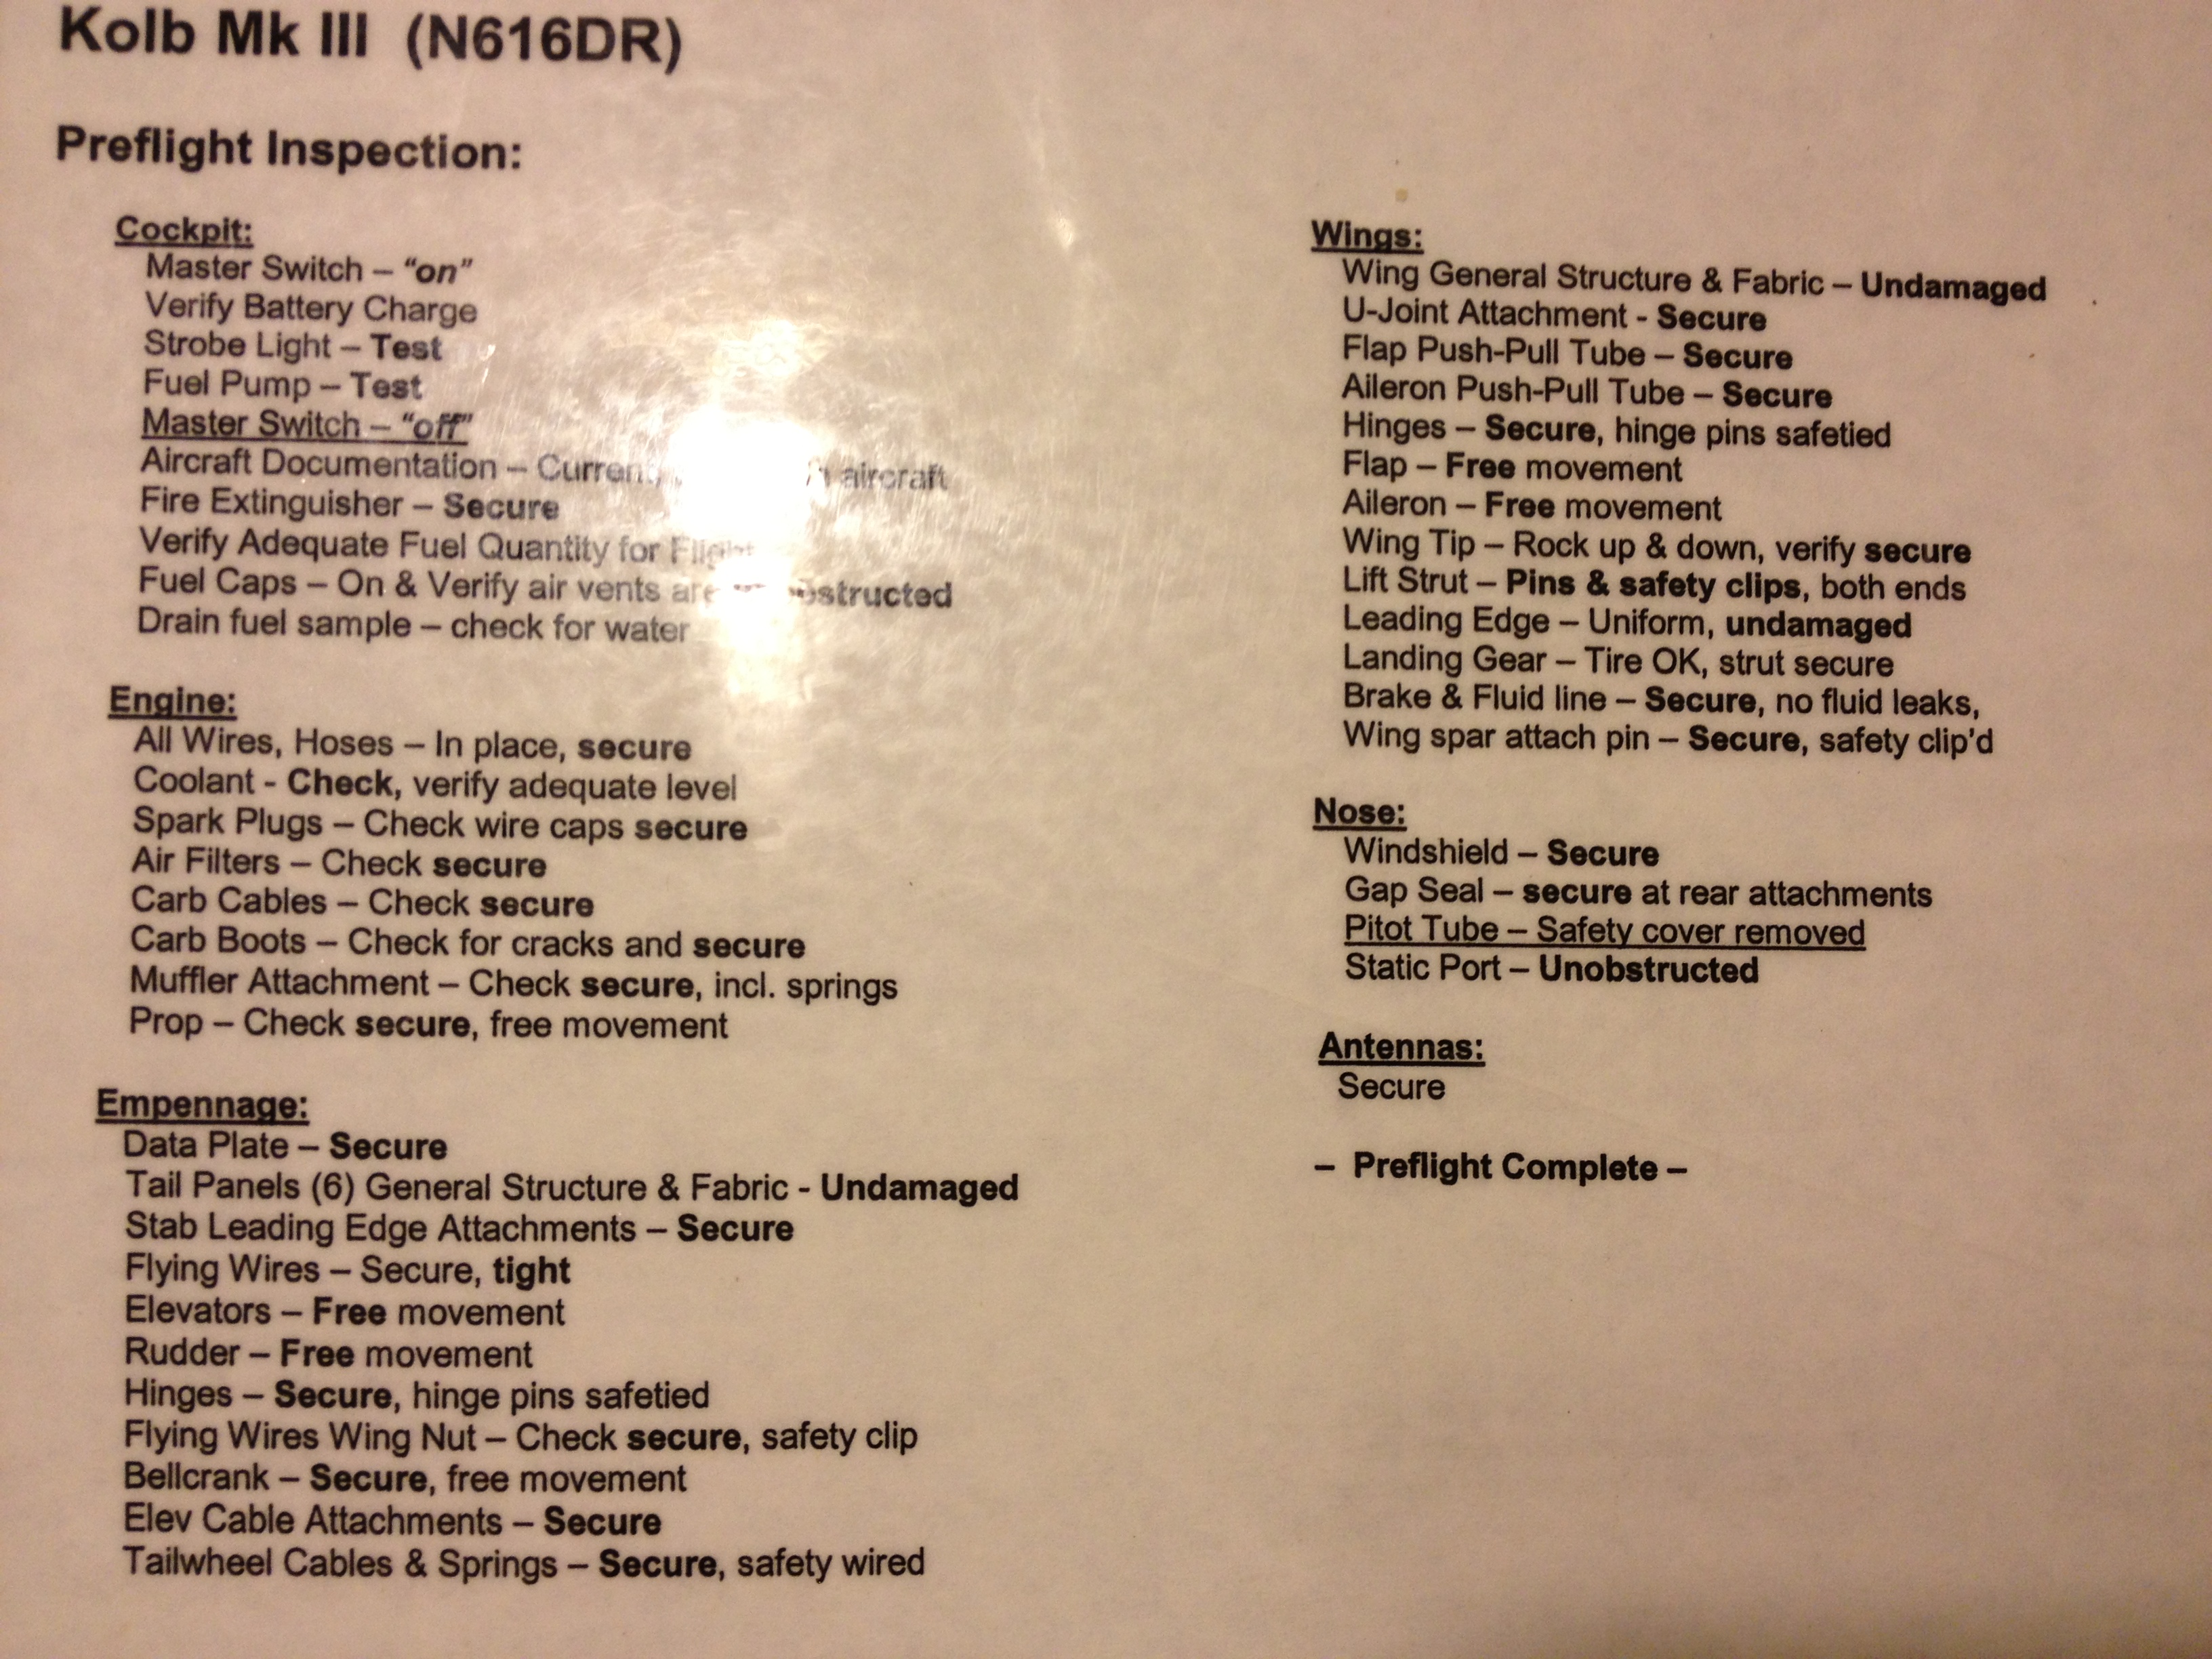 Kolb Mk III (N616DR)
Preflight Inspection:
Cockpit:
Master Switch – “on”
Verify Battery Charge
Strobe Light – Test
Fuel Pump – Test
Master Switch – “off”
Aircraft Documentation – Current, aircraft
Fire Extinguisher – Secure
Verify Adequate Fuel Quantity for Flight
Fuel Caps – On & Verify air vents are
Drain fuel sample – check for water
Engine:
All Wires, Hoses – In place, secure
Coolant - Check, verify adequate level
Spark Plugs – Check wire caps secure
Air Filters – Check secure
Carb Cables – Check secure
Carb Boots – Check for cracks and secure
Muffler Attachment – Check secure, incl. springs
Prop – Check secure, free movement
Empennage:
Data Plate – Secure
Tail Panels (6) General Structure & Fabric - Undamaged
Stab Leading Edge Attachments – Secure
Flying Wires – Secure, tight
Elevators – Free movement
Rudder – Free movement
Hinges – Secure, hinge pins safetied
Flying Wires Wing Nut – Check secure, safety clip
Bellcrank – Secure, free movement
Elev Cable Attachments – Secure
Tailwheel Cables & Springs – Secure, safety wired
Wings:
Wing General Structure & Fabric – Undamaged
U-Joint Attachment - Secure
Flap Push-Pull Tube – Secure
Aileron Push-Pull Tube – Secure
Hinges – Secure, hinge pins safetied
Flap – Free movement
Aileron – Free movement
Wing Tip – Rock up & down, verify secure
Lift Strut – Pins & safety clips, both ends
Leading Edge – Uniform, undamaged
Landing Gear – Tire OK, strut secure
Brake & Fluid line – Secure, no fluid leaks,
Wing spar attach pin – Secure, safety clip’d
Nose:
Windshield – Secure
Gap Seal – secure at rear attachments
Pitot Tube – Safety cover removed
Static Port – Unobstructed
Antennas:
Secure
– Preflight Complete –